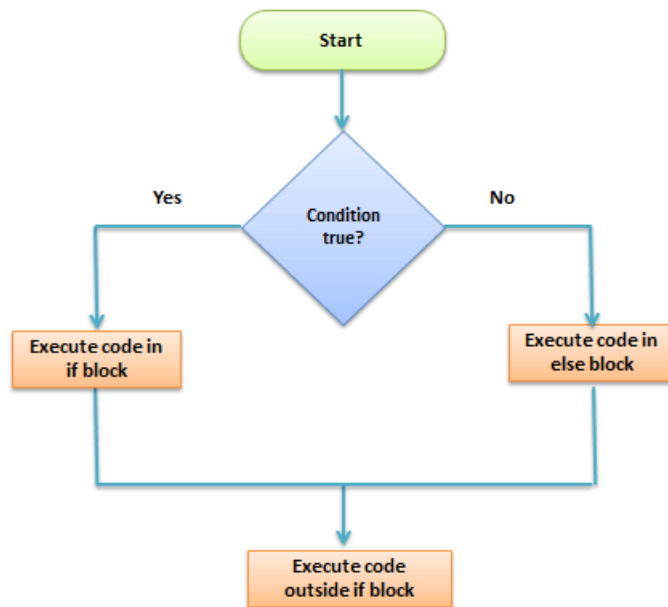 Start
Yes
Condition
true?
No
Execute code in
if block
Execute code in
else block
Execute code
outside if block